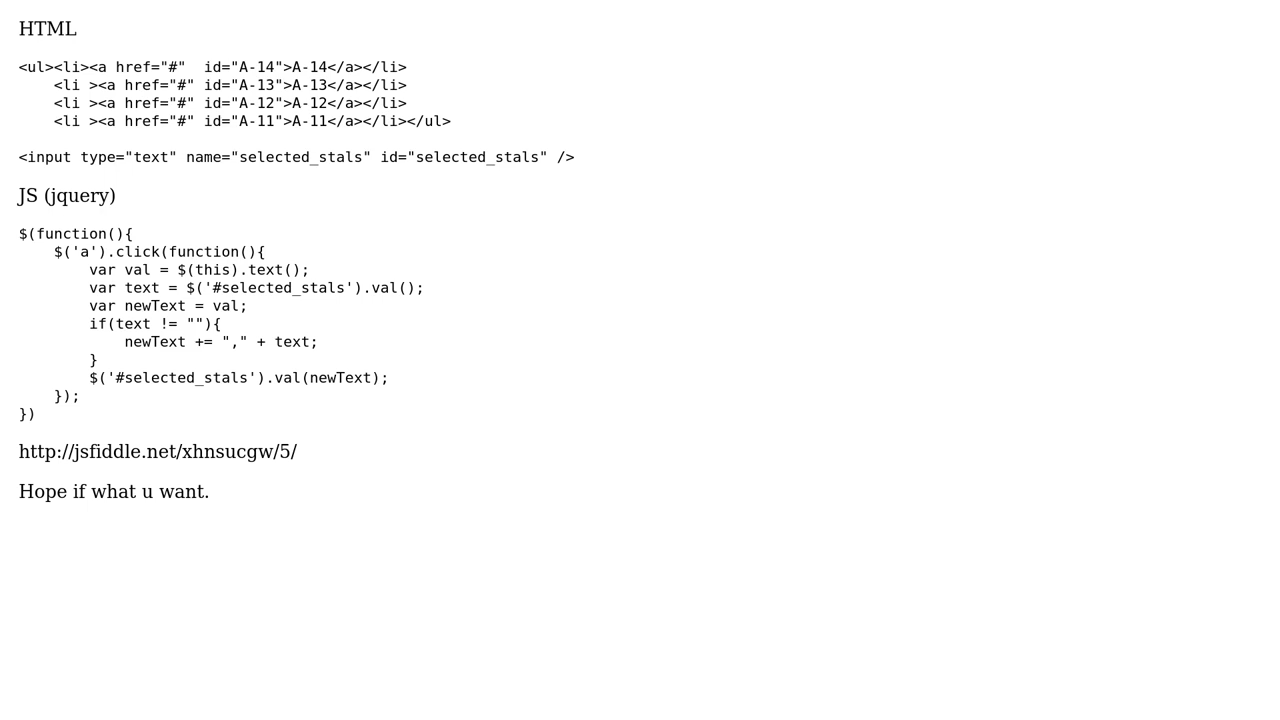 HTML
<ul><li><a href="#"  id="A-14">A-14</a></li>
    <li ><a href="#" id="A-13">A-13</a></li>
    <li ><a href="#" id="A-12">A-12</a></li>
    <li ><a href="#" id="A-11">A-11</a></li></ul>
<input type="text" name="selected_stals" id="selected_stals" />
JS (jquery)
$(function(){
    $('a').click(function(){
        var val = $(this).text();
        var text = $('#selected_stals').val();
        var newText = val;
        if(text != ""){
            newText += "," + text;
        }
        $('#selected_stals').val(newText);
    });
})
http://jsfiddle.net/xhnsucgw/5/
Hope if what u want.